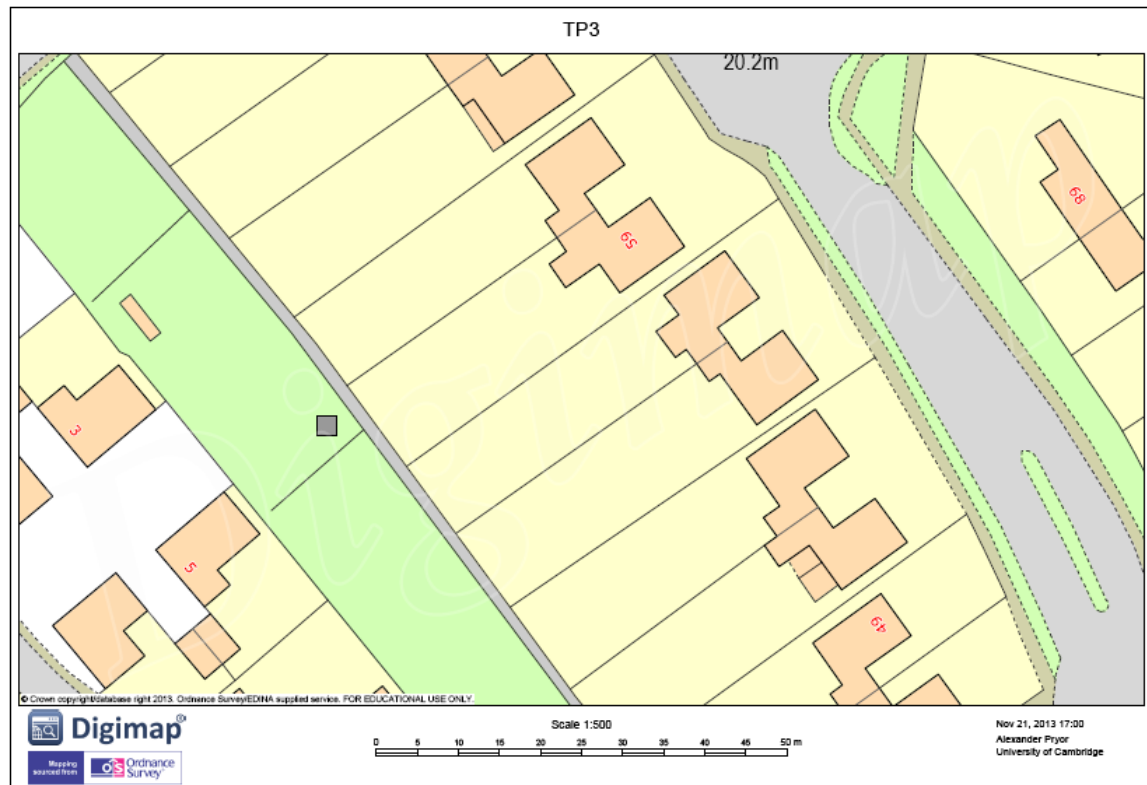 TP3
20.2m
68
59
3
5
49
Digimap
© Crown copyright/database right 2013. Ordnance Survey/EDINA supplied service. FOR EDUCATIONAL USE ONLY.
Digimap®
Mapping sourced from
OS Ordnance Survey®
Scale 1:500
0 5 10 15 20 25 30 35 40 45 50 m
Nov 21, 2013 17:00
Alexander Pryor
University of Cambridge